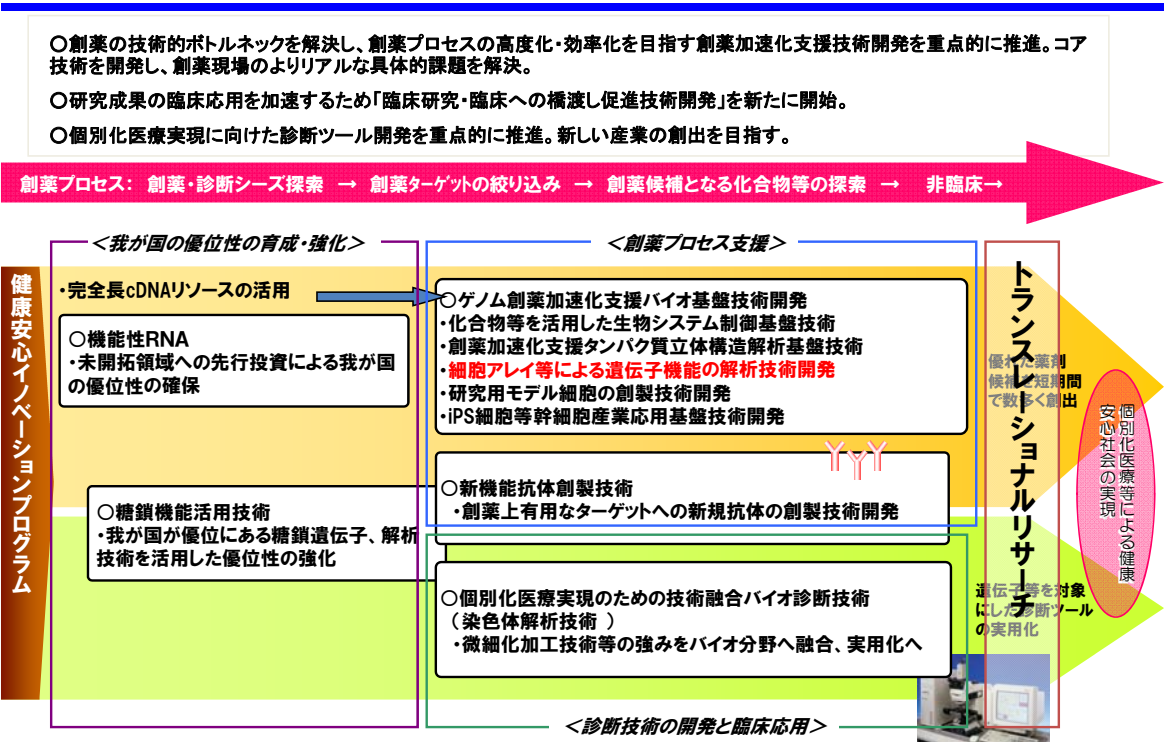 ○創薬の技術的ボトルネックを解決し、創薬プロセスの高度化・効率化を目指す創薬加速化支援技術開発を重点的に推進。コア
技術を開発し、創薬現場のよりリアルな具体的課題を解決。
○研究成果の臨床応用を加速するため「臨床研究・臨床への橋渡し促進技術開発」を新たに開始。
○個別化医療実現に向けた診断ツール開発を重点的に推進。新しい産業の創出を目指す。
創薬プロセス： 創薬・診断シーズ探索 → 創薬ターゲットの絞り込み → 創薬候補となる化合物等の探索 → 非臨床→
＜我が国の優位性の育成・強化＞
＜創薬プロセス支援＞
健康安心イノベーションプログラム
・完全長cDNAリソースの活用
○機能性RNA
・未開拓領域への先行投資による我が国
の優位性の確保
○糖鎖機能活用技術
・我が国が優位にある糖鎖遺伝子、解析
技術を活用した優位性の強化
○ゲノム創薬加速化支援バイオ基盤技術開発
・化合物等を活用した生物システム制御基盤技術
・創薬加速化支援タンパク質立体構造解析基盤技術
・細胞アレイ等による遺伝子機能の解析技術開発
・研究用モデル細胞の創製技術開発
・iPS細胞等幹細胞産業応用基盤技術開発
○新機能抗体創製技術
・創薬上有用なターゲットへの新規抗体の創製技術開発
○個別化医療実現のための技術融合バイオ診断技術
（染色体解析技術 ）
・微細化加工技術等の強みをバイオ分野へ融合、実用化へ
＜診断技術の開発と臨床応用＞
トランスレーショナルリサーチ
優れた薬剤
候補を短期間
で数多く創出
遺伝子等を対象
にした診断ツール
の実用化
個別化医療等による健康
安心社会の実現